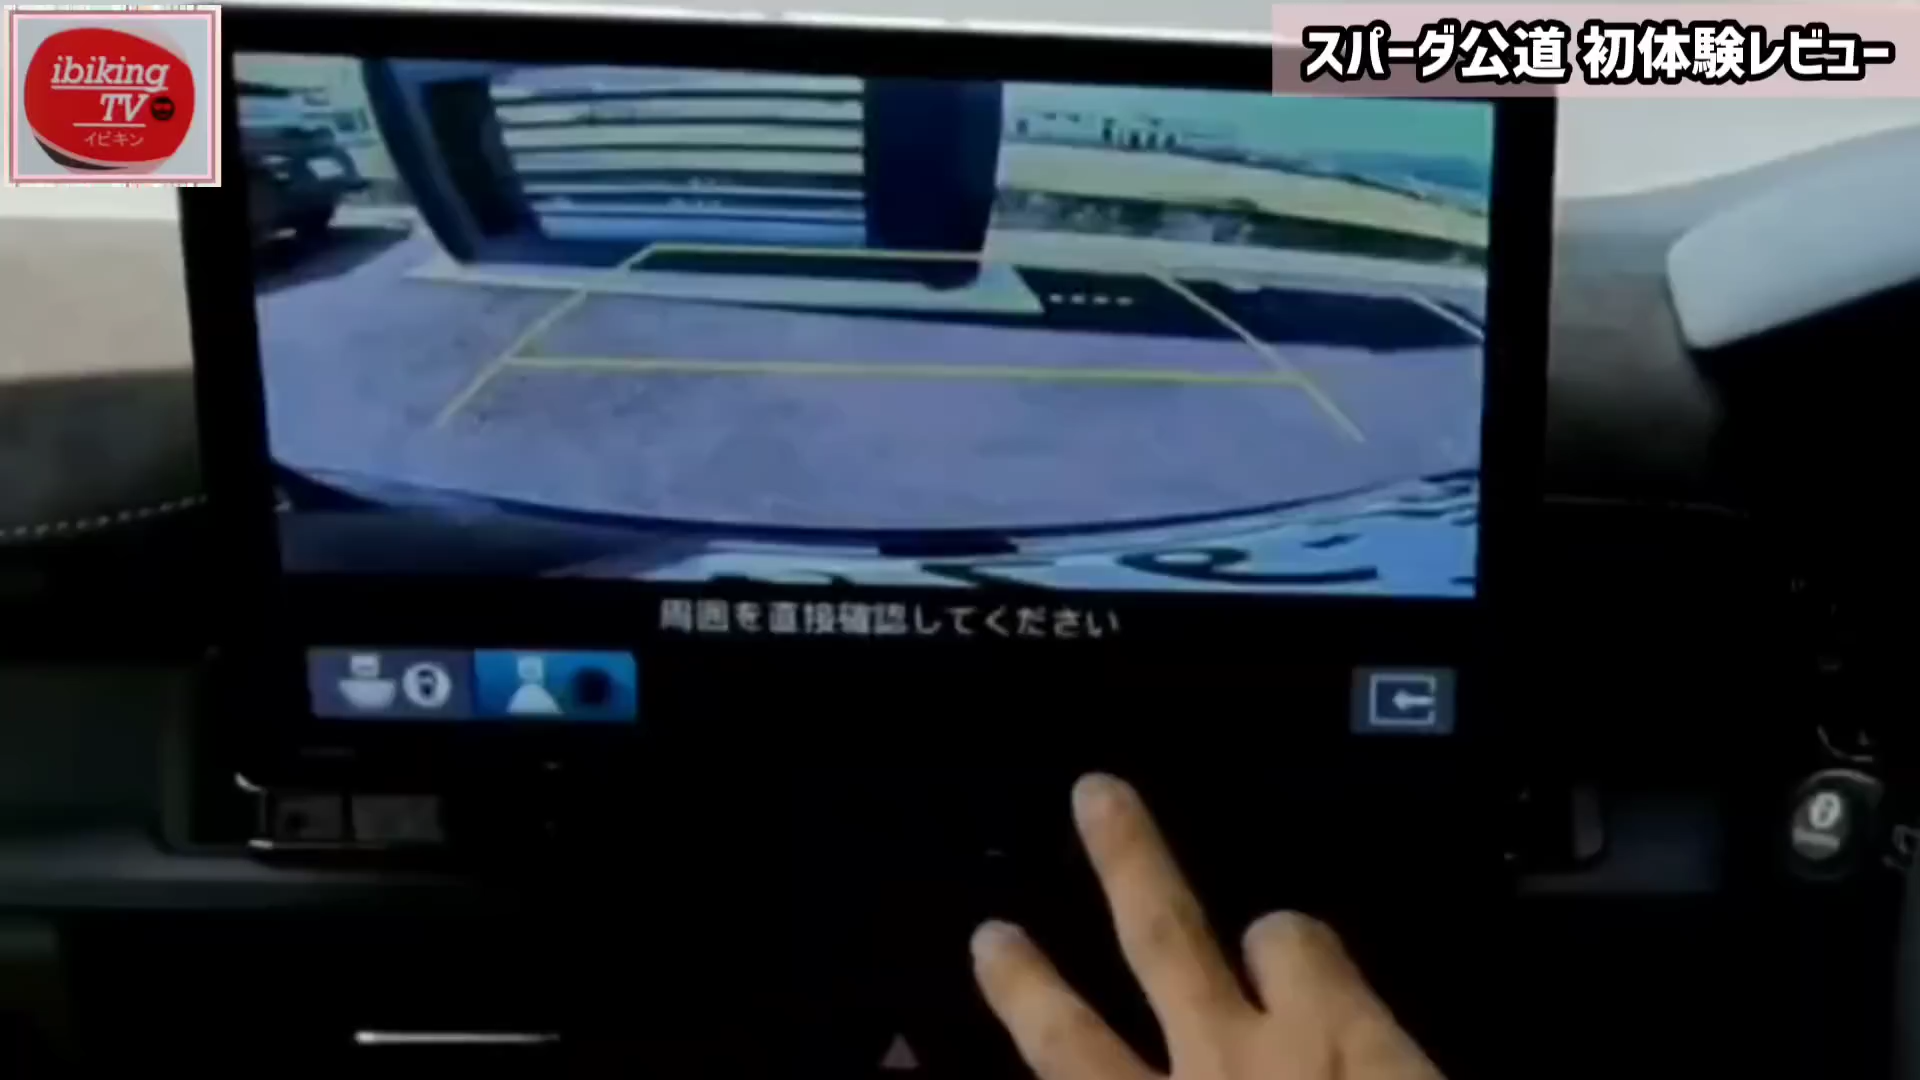 ibiking
TV
イビキン
スパーダ公道 初体験レビュー
周囲を直接確認してください